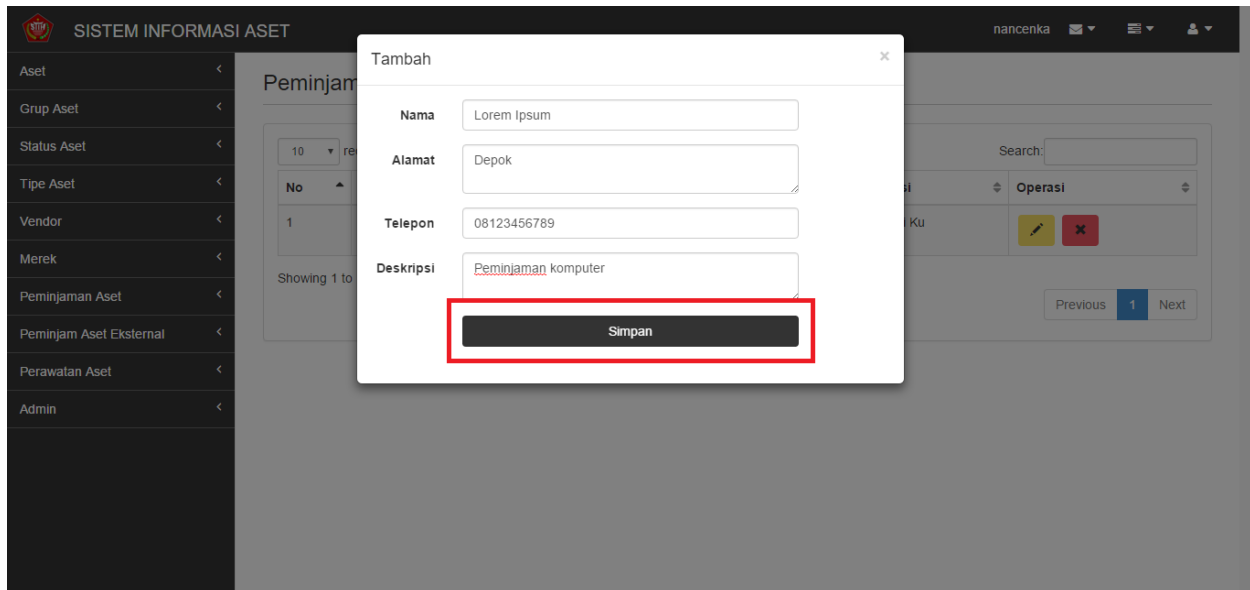 SISTEM INFORMASI ASET
nancenka
Aset
Grup Aset
Status Aset
Tipe Aset
Vendor
Merek
Peminjaman Aset
Peminjam Aset Eksternal
Perawatan Aset
Admin
Peminjam
10 re
Search:
No
si
Operasi
1
i Ku
Showing 1 to
Previous 1 Next
Tambah ×
Nama Lorem Ipsum
Alamat Depok
Telepon 08123456789
Deskripsi Peminjaman komputer
Simpan